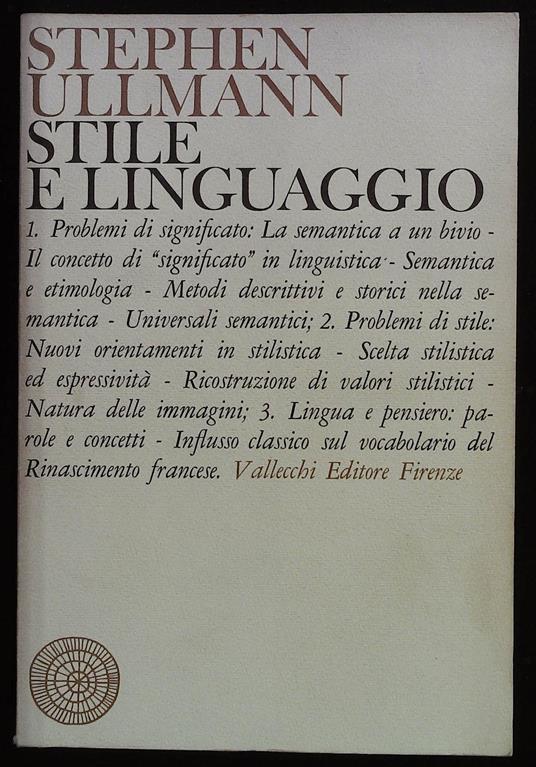 STEPHEN
ULLMANN
STILE
E LINGUAGGIO
1. Problemi di significato: La semantica a un bivio -
Il concetto di “significato” in linguistica - Semantica
e etimologia - Metodi descrittivi e storici nella se-
mantica - Universali semantici; 2. Problemi di stile:
Nuovi orientamenti in stilistica - Scelta stilistica
ed espressività - Ricostruzione di valori stilistici -
Natura delle immagini; 3. Lingua e pensiero: pa-
role e concetti - Influsso classico sul vocabolario del
Rinascimento francese. Vallecchi Editore Firenze